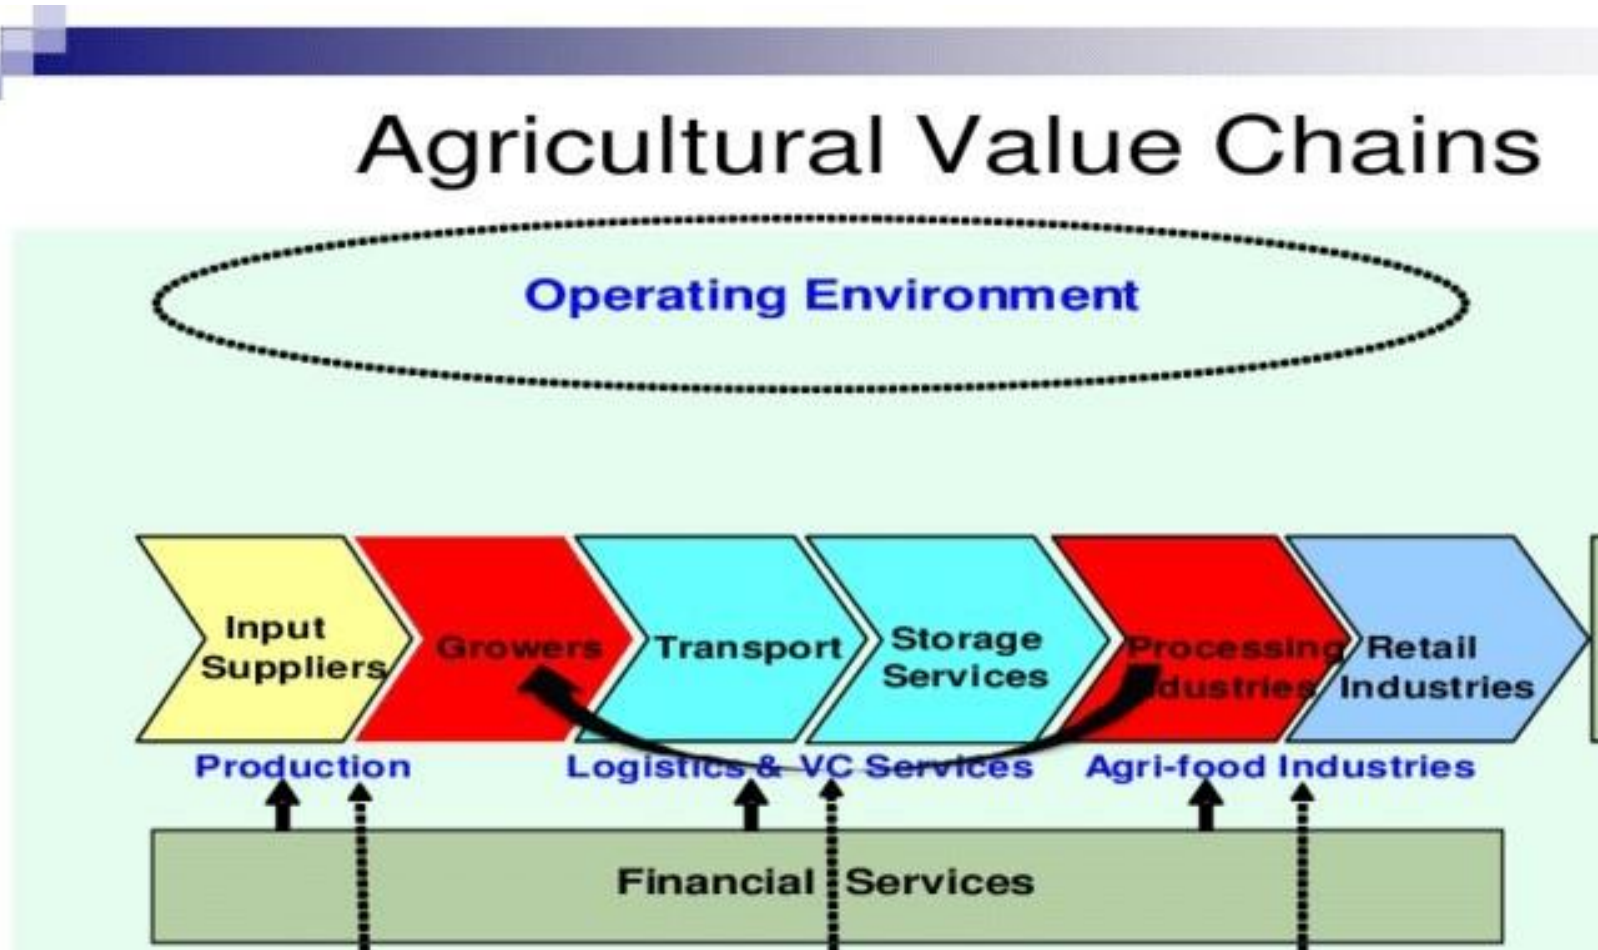 Agricultural Value Chains
Operating Environment
Input
Suppliers
Growers
Transport
Storage
Services
Processing
Industries
Retail
Industries
Production
Logistics & VC Services
Agri-food Industries
Financial Services